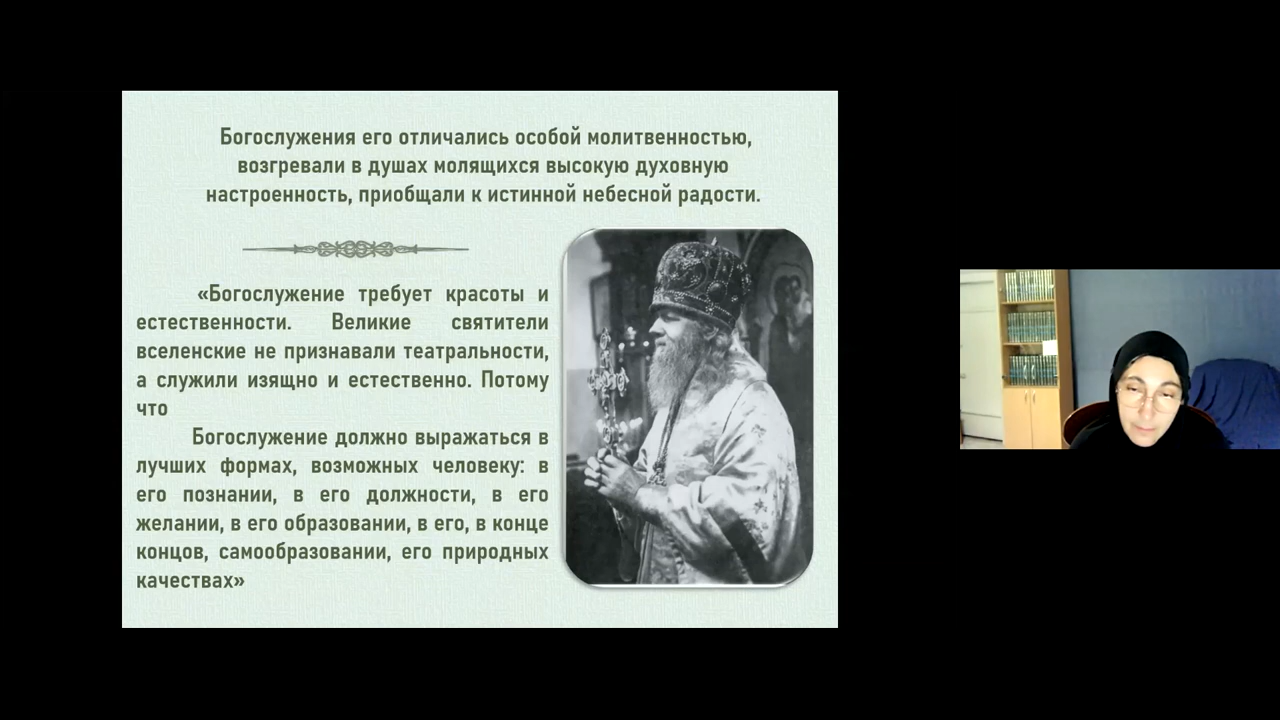 Богослужения его отличались особой молитвенностью,
возгревали в душах молящихся высокую духовную
настроенность, приобщали к истинной небесной радости.
«Богослужение требует красоты и
естественности. Великие святители
вселенские не признавали театральности,
а служили изящно и естественно. Потому
что
Богослужение должно выражаться в
лучших формах, возможных человеку: в
его познании, в его должности, в его
желании, в его образовании, в его, в конце
концов, самообразовании, его природных
качествах»